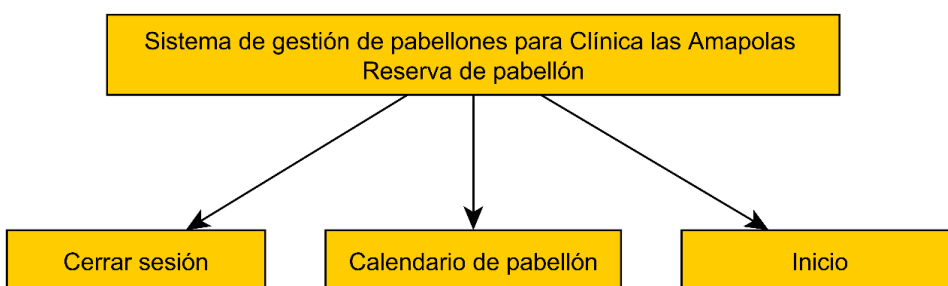 Sistema de gestión de pabellones para Clínica las Amapolas
Reserva de pabellón
Cerrar sesión
Calendario de pabellón
Inicio